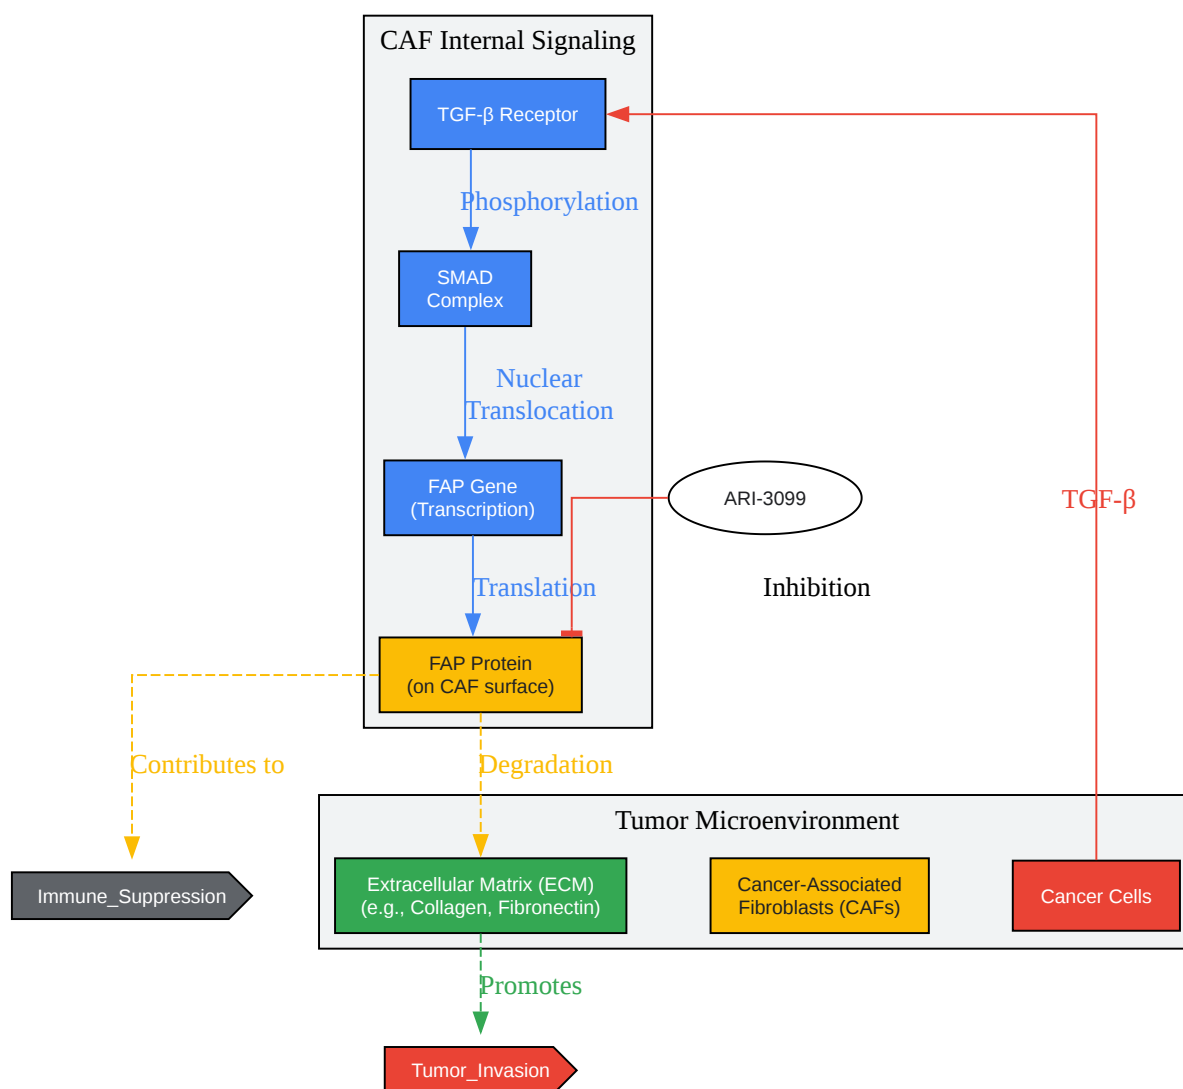 CAF Internal Signaling
TGF-β Receptor
Phosphorylation
SMAD
Complex
Nuclear
Translocation
FAP Gene
(Transcription)
ARI-3099
TGF-β
Translation
Inhibition
FAP Protein
(on CAF surface)
Contributes to
Degradation
Tumor Microenvironment
Immune_Suppression
Extracellular Matrix (ECM)
(e.g., Collagen, Fibronectin)
Cancer-Associated
Fibroblasts (CAFs)
Cancer Cells
Promotes
Tumor_Invasion